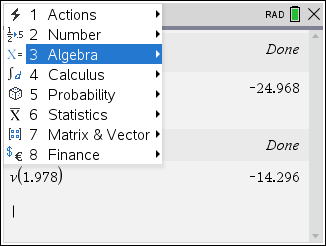 1 Actions
RAD
2 Number
Done
3 Algebra
4 Calculus
-24.968
5 Probability
6 Statistics
7 Matrix & Vector
Done
8 Finance
v(1.978)
-14.296